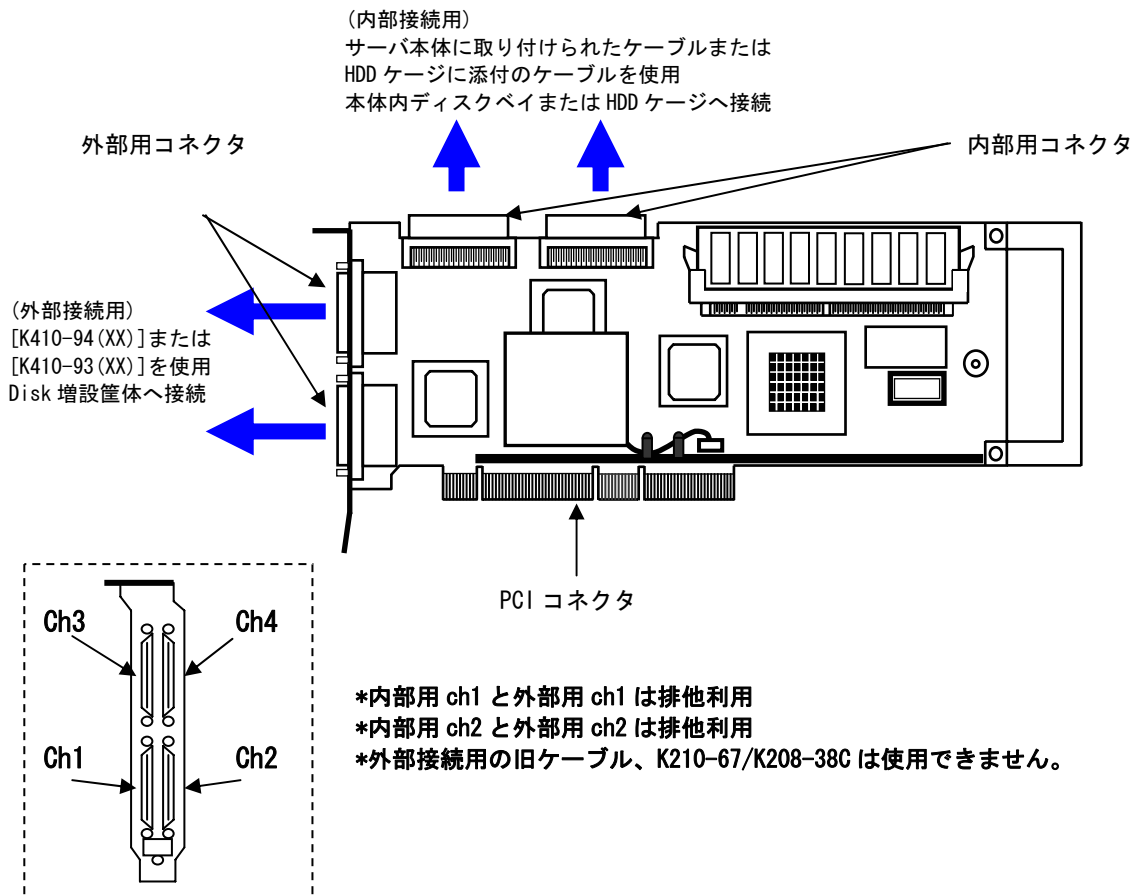 (内部接続用)
サーバ本体に取り付けられたケーブルまたは
HDD ケージに添付のケーブルを使用
本体内ディスクベイまたは HDD ケージへ接続
外部用コネクタ
内部用コネクタ
(外部接続用)
[K410-94(XX)]または
[K410-93(XX)]を使用
Disk 増設筐体へ接続
PCI コネクタ
Ch3
Ch4
Ch1
Ch2
*内部用 ch1 と外部用 ch1 は排他利用
*内部用 ch2 と外部用 ch2 は排他利用
*外部接続用の旧ケーブル、K210-67/K208-38C は使用できません。